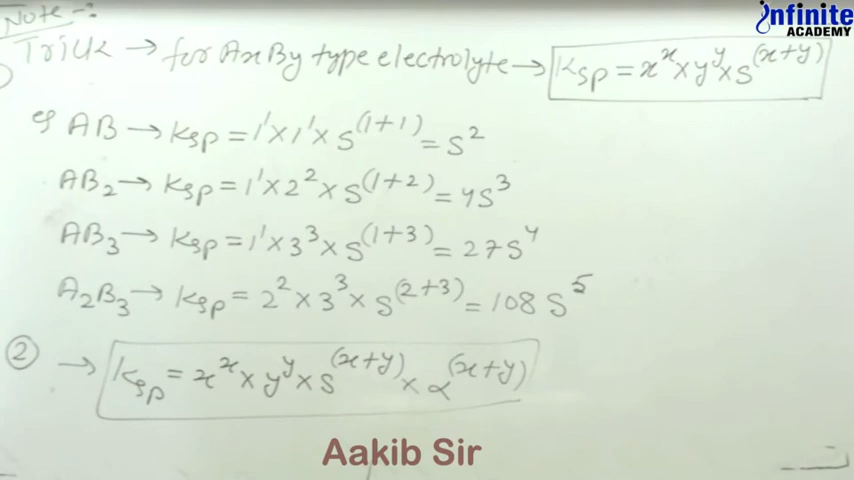 Note -:
infinite
ACADEMY
Trick → for AxBy type electrolyte → Ksp = x^x × y^y × S^(x+y)
eg AB → Ksp = 1^1 × 1^1 × S^(1+1) = S^2
AB2 → Ksp = 1^1 × 2^2 × S^(1+2) = 4S^3
AB3 → Ksp = 1^1 × 3^3 × S^(1+3) = 27S^4
A2B3 → Ksp = 2^2 × 3^3 × S^(2+3) = 108 S^5
② → Ksp = x^x × y^y × S^(x+y) × α^(x+y)
Aakib Sir